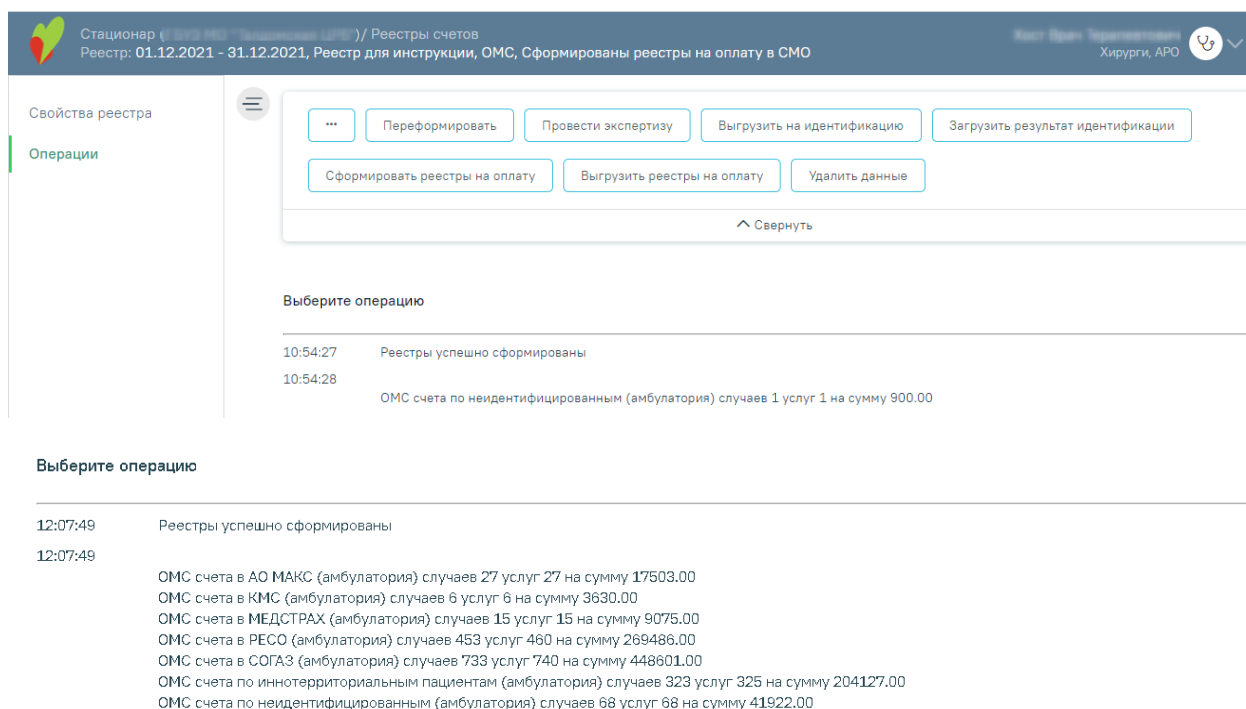 Стационар ( )/ Реестры счетов
Реестр: 01.12.2021 - 31.12.2021, Реестр для инструкции, ОМС, Сформированы реестры на оплату в СМО
Хирурги, АРО
Свойства реестра
Операции
... Переформировать Провести экспертизу Выгрузить на идентификацию Загрузить результат идентификации
Сформировать реестры на оплату Выгрузить реестры на оплату Удалить данные
Свернуть
Выберите операцию
10:54:27 Реестры успешно сформированы
10:54:28
ОМС счета по неидентифицированным (амбулатория) случаев 1 услуг 1 на сумму 900.00
Выберите операцию
12:07:49 Реестры успешно сформированы
12:07:49
ОМС счета в АО МАКС (амбулатория) случаев 27 услуг 27 на сумму 17503.00
ОМС счета в КМС (амбулатория) случаев 6 услуг 6 на сумму 3630.00
ОМС счета в МЕДСТРАХ (амбулатория) случаев 15 услуг 15 на сумму 9075.00
ОМС счета в РЕСО (амбулатория) случаев 453 услуг 460 на сумму 269486.00
ОМС счета в СОГАЗ (амбулатория) случаев 733 услуг 740 на сумму 448601.00
ОМС счета по иннотерриториальным пациентам (амбулатория) случаев 323 услуг 325 на сумму 204127.00
ОМС счета по неидентифицированным (амбулатория) случаев 68 услуг 68 на сумму 41922.00